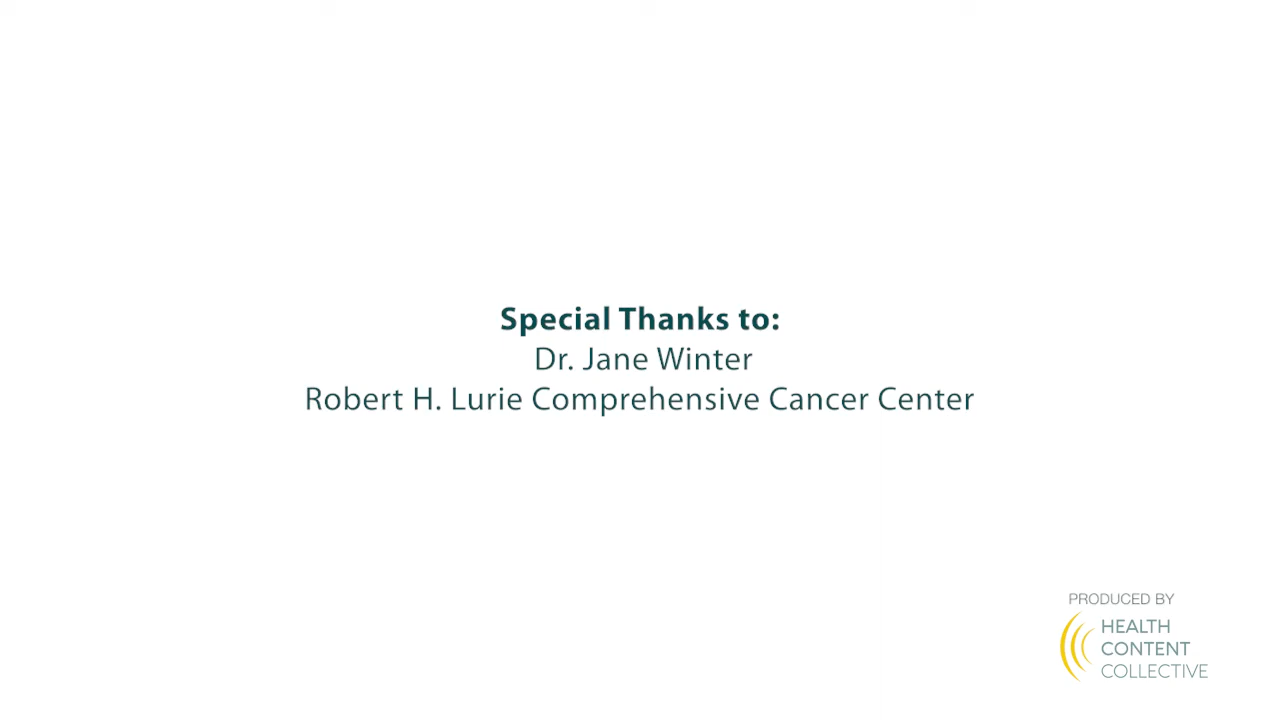 Special Thanks to:
Dr. Jane Winter
Robert H. Lurie Comprehensive Cancer Center
PRODUCED BY
HEALTH
CONTENT
COLLECTIVE